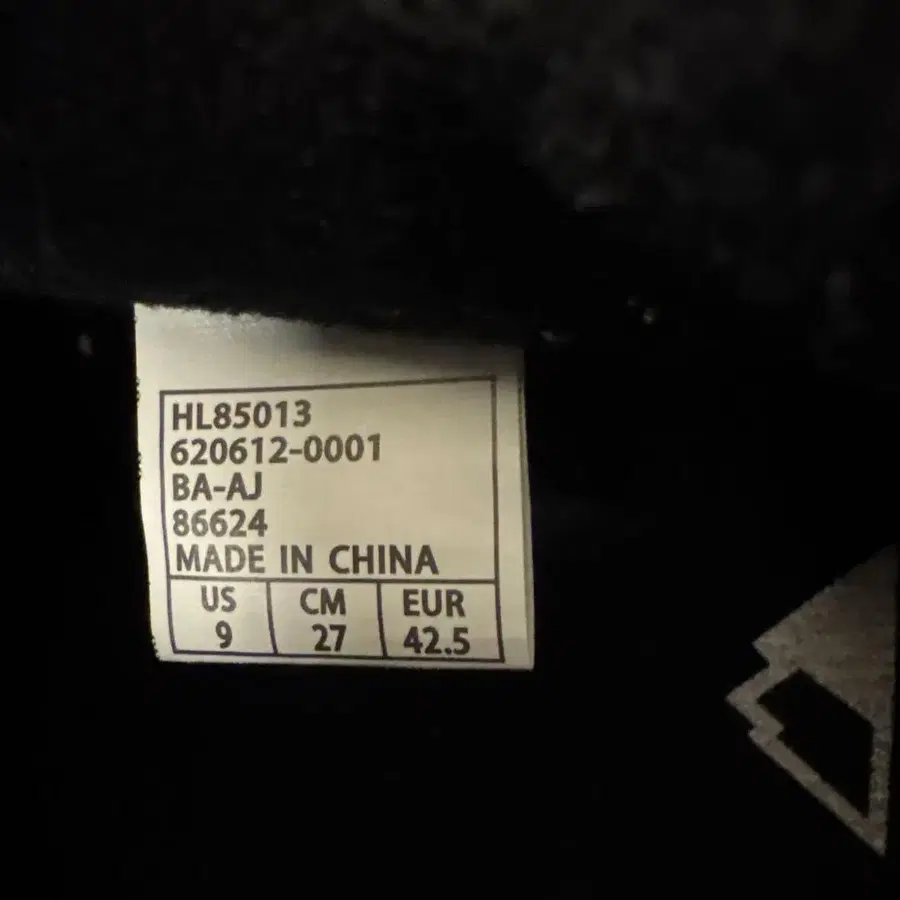 HL85013
620612-0001
BA-AJ
86624
MADE IN CHINA
US CM EUR
9 27 42.5